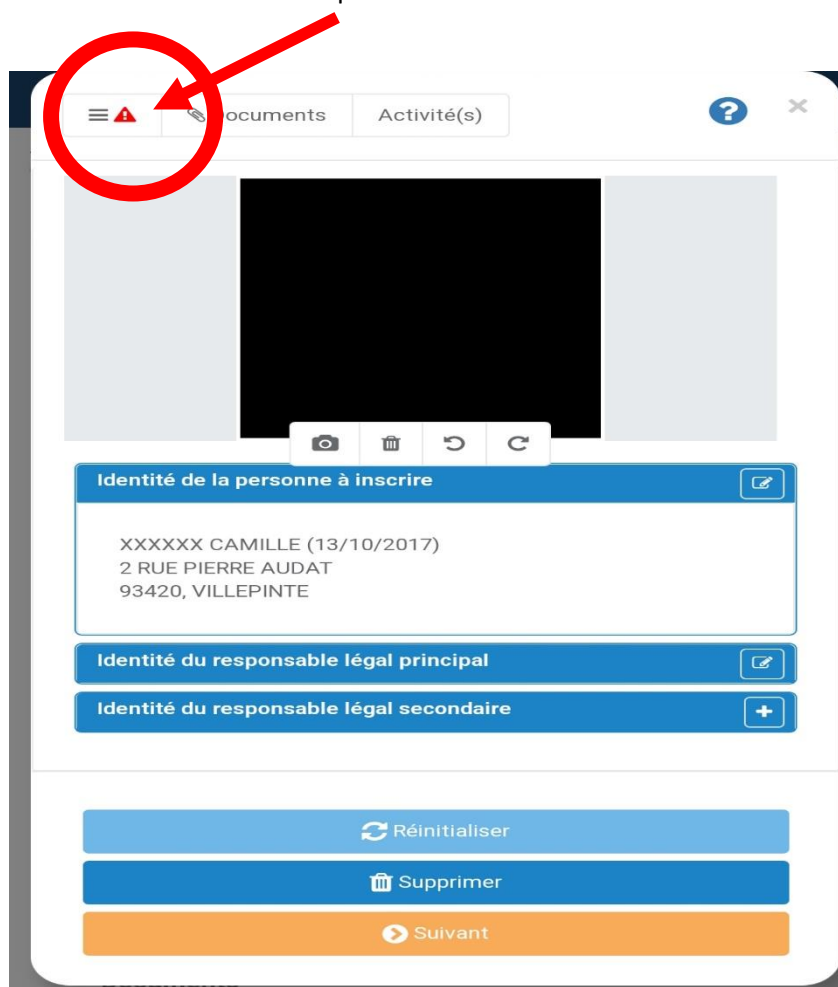 Documents
Activité(s)
?
Identité de la personne à inscrire
XXXXXX CAMILLE (13/10/2017)
2 RUE PIERRE AUDAT
93420, VILLEPINTE
Identité du responsable légal principal
Identité du responsable légal secondaire
Réinitialiser
Supprimer
Suivant